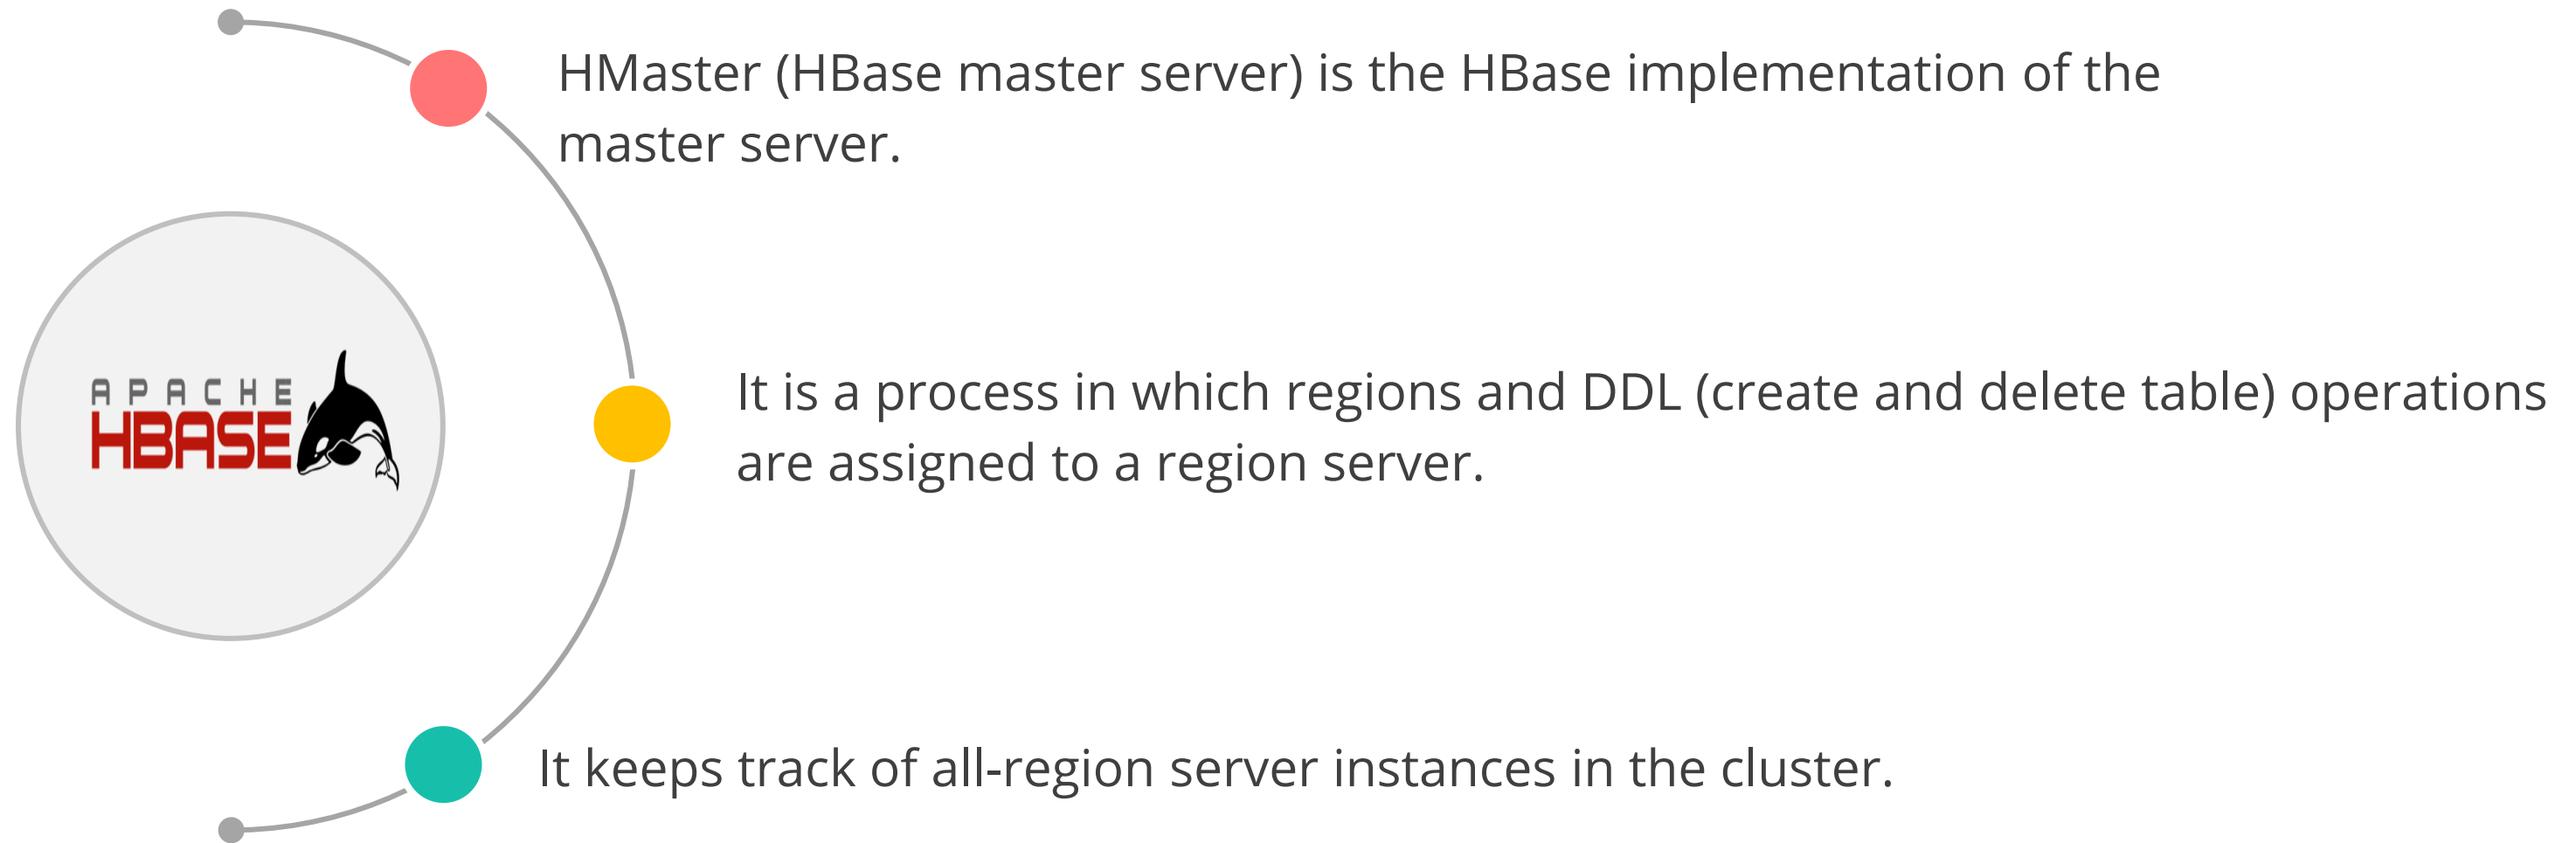 HMaster (HBase master server) is the HBase implementation of the
master server.
APACHE
HBASE
It is a process in which regions and DDL (create and delete table) operations
are assigned to a region server.
It keeps track of all-region server instances in the cluster.